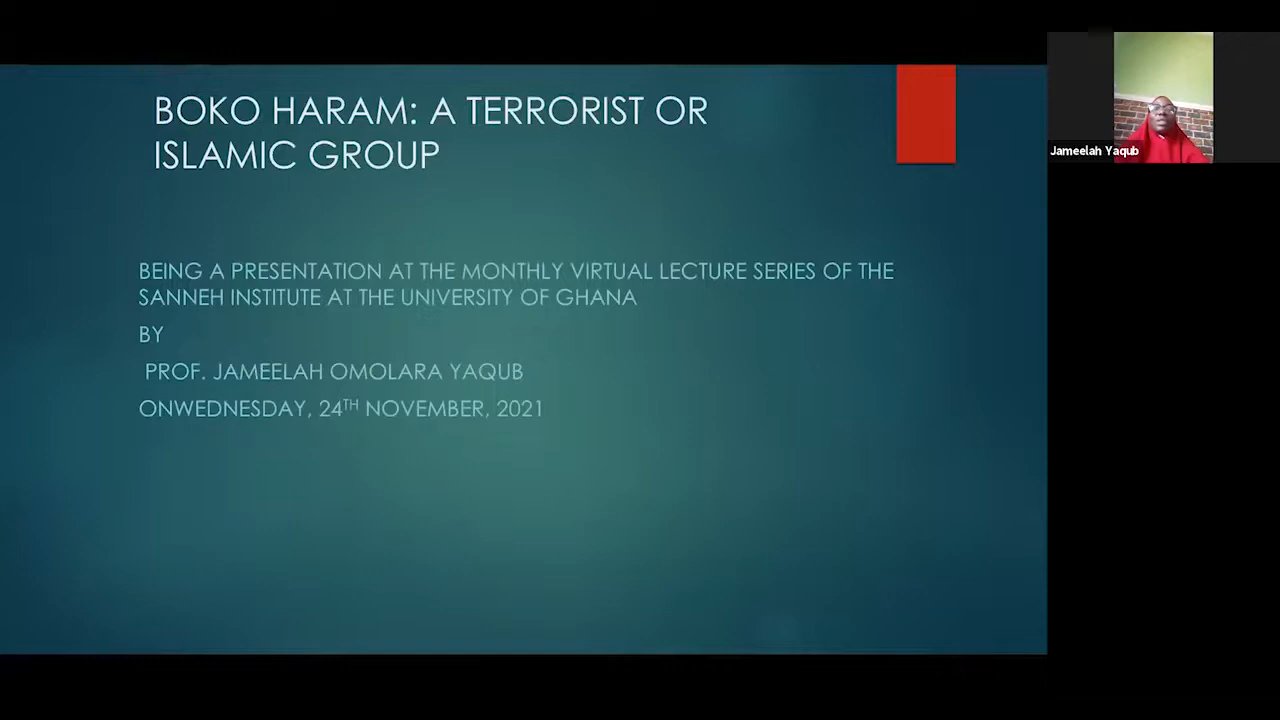 BOKO HARAM: A TERRORIST OR
ISLAMIC GROUP
BEING A PRESENTATION AT THE MONTHLY VIRTUAL LECTURE SERIES OF THE
SANNEH INSTITUTE AT THE UNIVERSITY OF GHANA
BY
PROF. JAMEELAH OMOLARA YAQUB
ONWEDNESDAY, 24TH NOVEMBER, 2021
Jameelah Yaqub